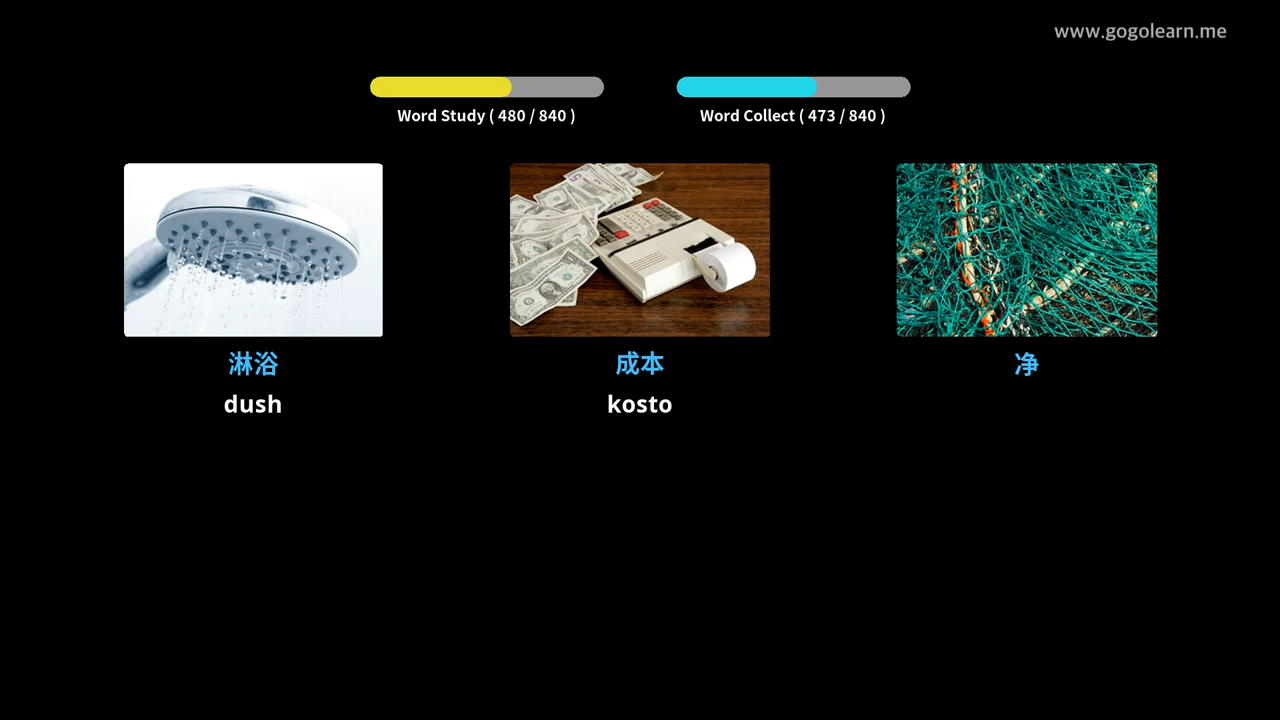 www.gogolearn.me
Word Study ( 480 / 840 )
Word Collect ( 473 / 840 )
淋浴
成本
净
dush
kosto